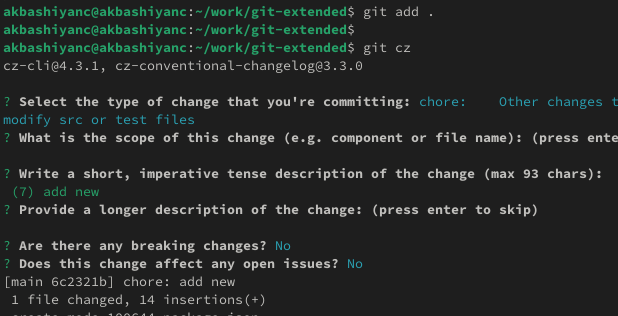 akbashiyanc@akbashiyanc:~/work/git-extended$ git add .
akbashiyanc@akbashiyanc:~/work/git-extended$
akbashiyanc@akbashiyanc:~/work/git-extended$ git cz
cz-cli@4.3.1, cz-conventional-changelog@3.3.0
? Select the type of change that you're committing: chore:    Other changes t
modify src or test files
? What is the scope of this change (e.g. component or file name): (press ente
? Write a short, imperative tense description of the change (max 93 chars):
(7) add new
? Provide a longer description of the change: (press enter to skip)
? Are there any breaking changes? No
? Does this change affect any open issues? No
[main 6c2321b] chore: add new
1 file changed, 14 insertions(+)
create mode 100644 package.json